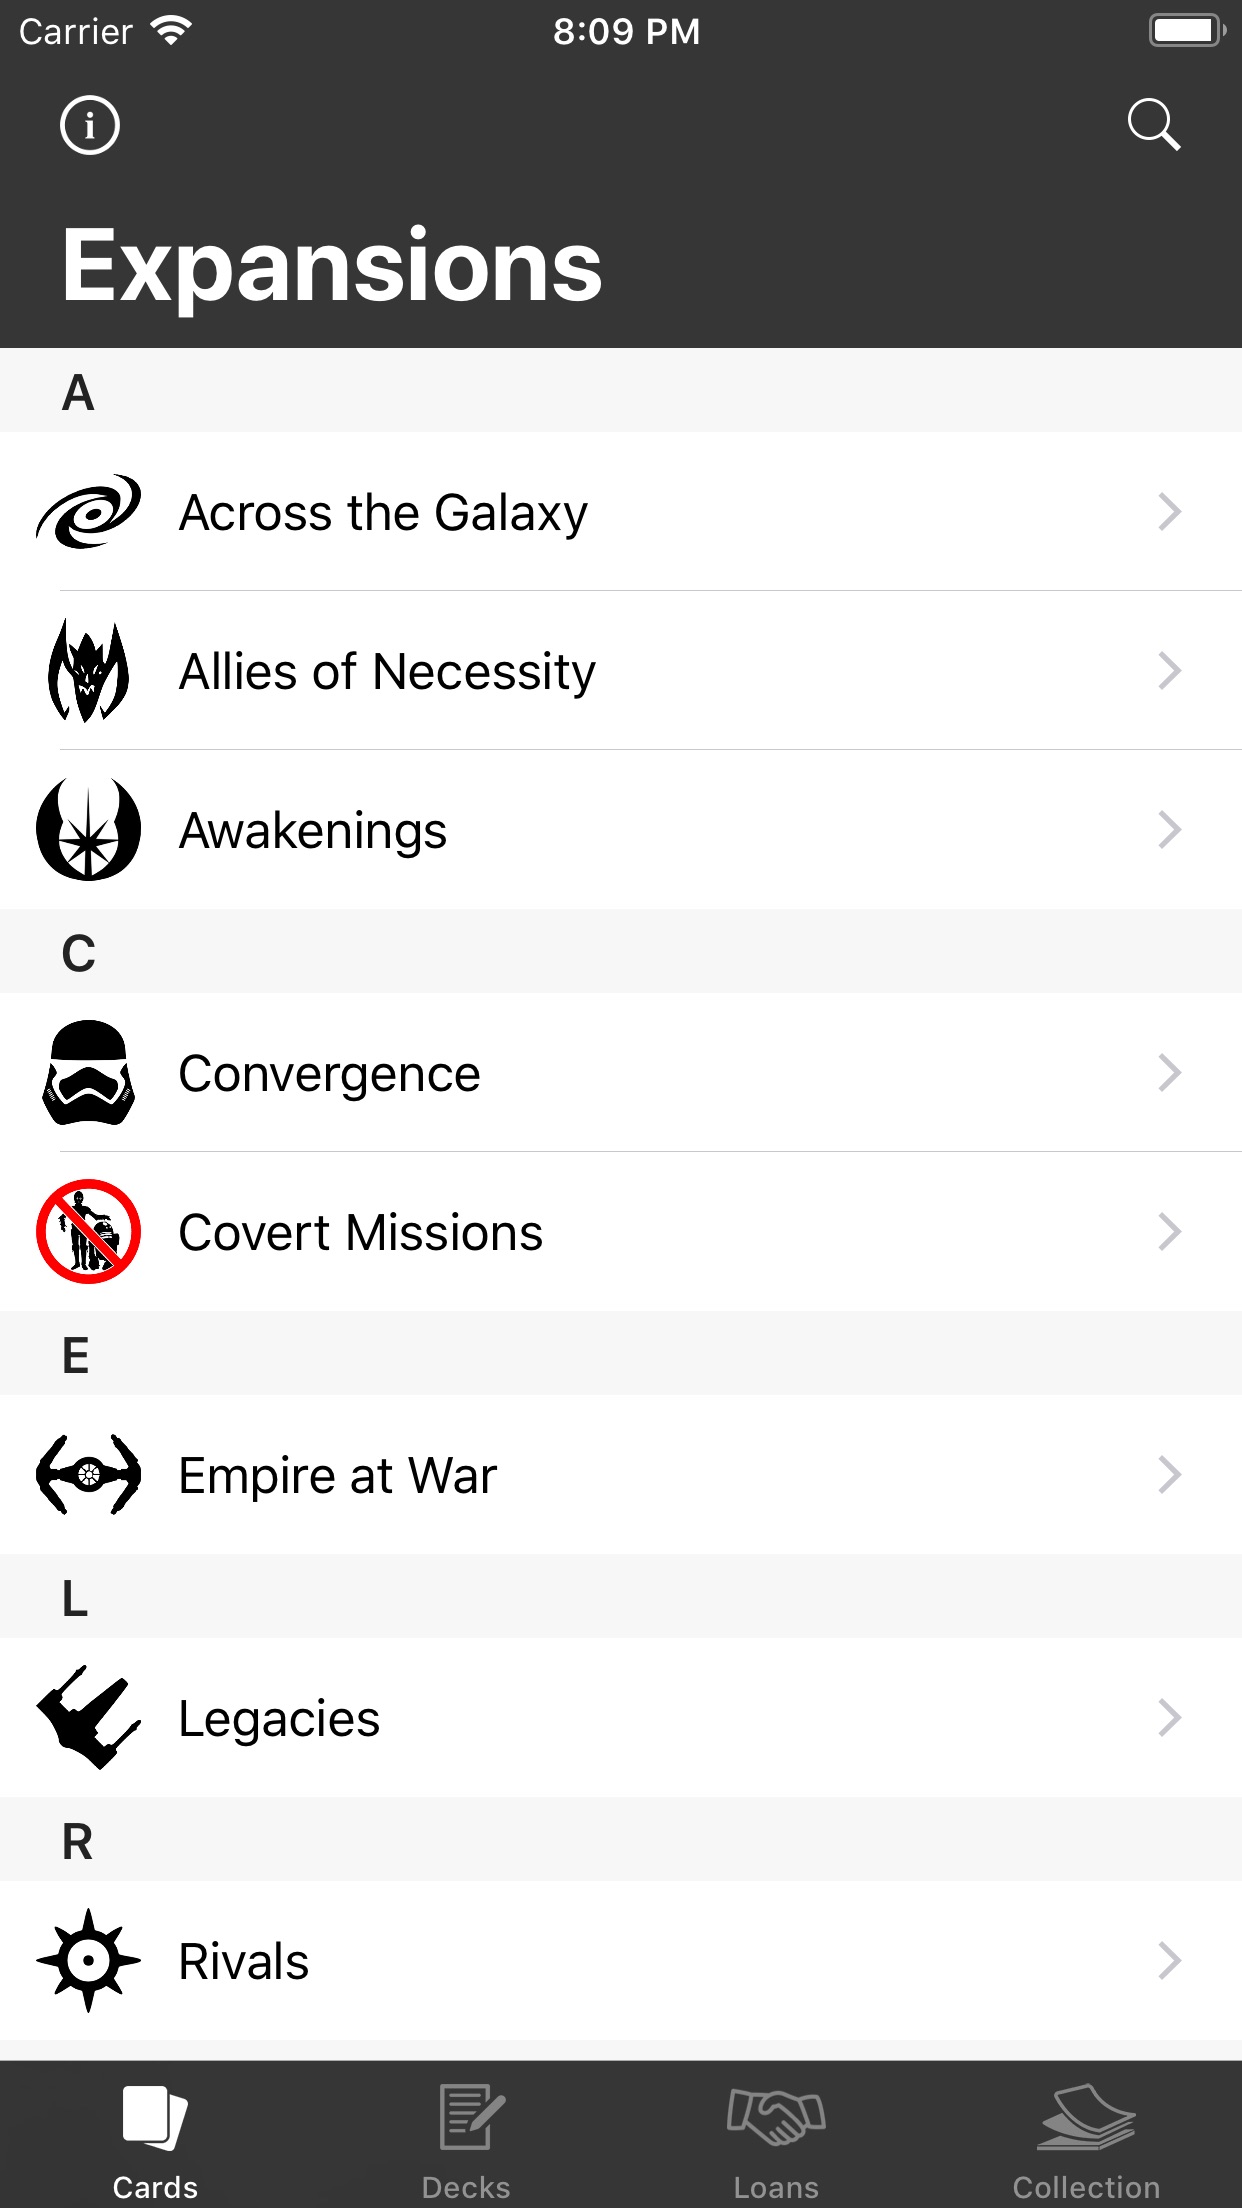 Carrier 8:09 PM
Expansions
A
Across the Galaxy
Allies of Necessity
Awakenings
C
Convergence
Covert Missions
E
Empire at War
L
Legacies
R
Rivals
Cards Decks Loans Collection